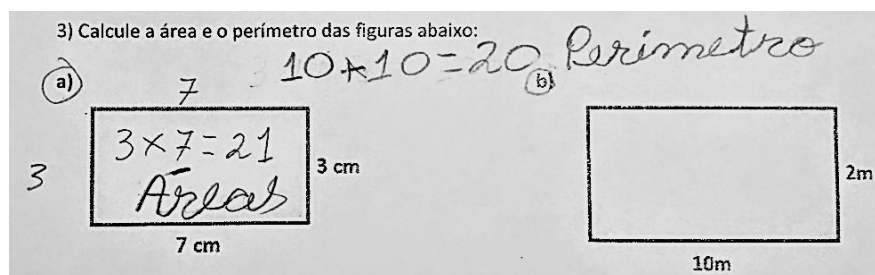 3) Calcule a área e o perímetro das figuras abaixo:
10+10=20 Perímetro
a)
7
b)
3×7=21
Áreas
3
3 cm
7 cm
2m
10m